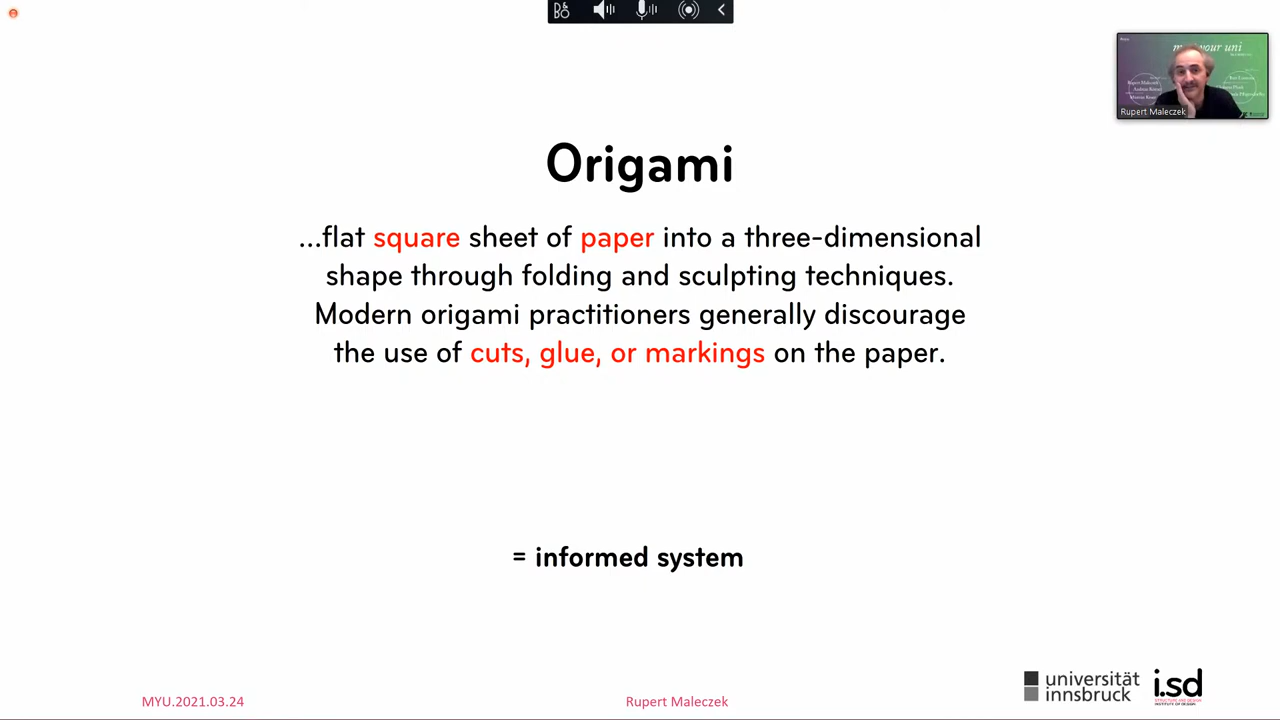 Origami
...flat square sheet of paper into a three-dimensional
shape through folding and sculpting techniques.
Modern origami practitioners generally discourage
the use of cuts, glue, or markings on the paper.
= informed system
MYU.2021.03.24
Rupert Maleczek
universität
innsbruck
i.sd
Rupert Maleczek
your uni